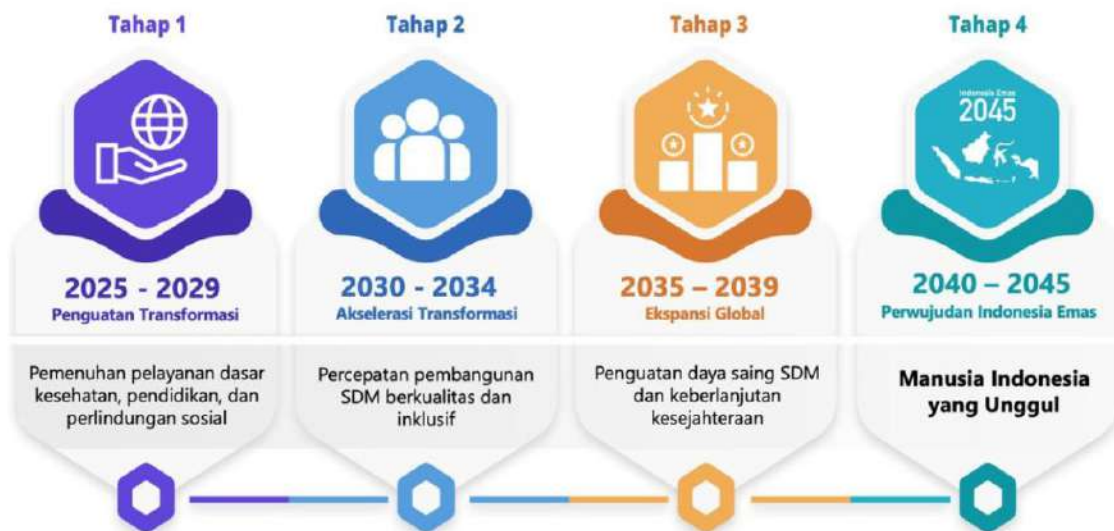 Tahap 1
Tahap 2
Tahap 3
Tahap 4
Indonesia Emas
2045
2025 - 2029
Penguatan Transformasi
2030 - 2034
Akselerasi Transformasi
2035 – 2039
Ekspansi Global
2040 – 2045
Perwujudan Indonesia Emas
Pemenuhan pelayanan dasar
kesehatan, pendidikan, dan
perlindungan sosial
Percepatan pembangunan
SDM berkualitas dan
inklusif
Penguatan daya saing SDM
dan keberlanjutan
kesejahteraan
Manusia Indonesia
yang Unggul